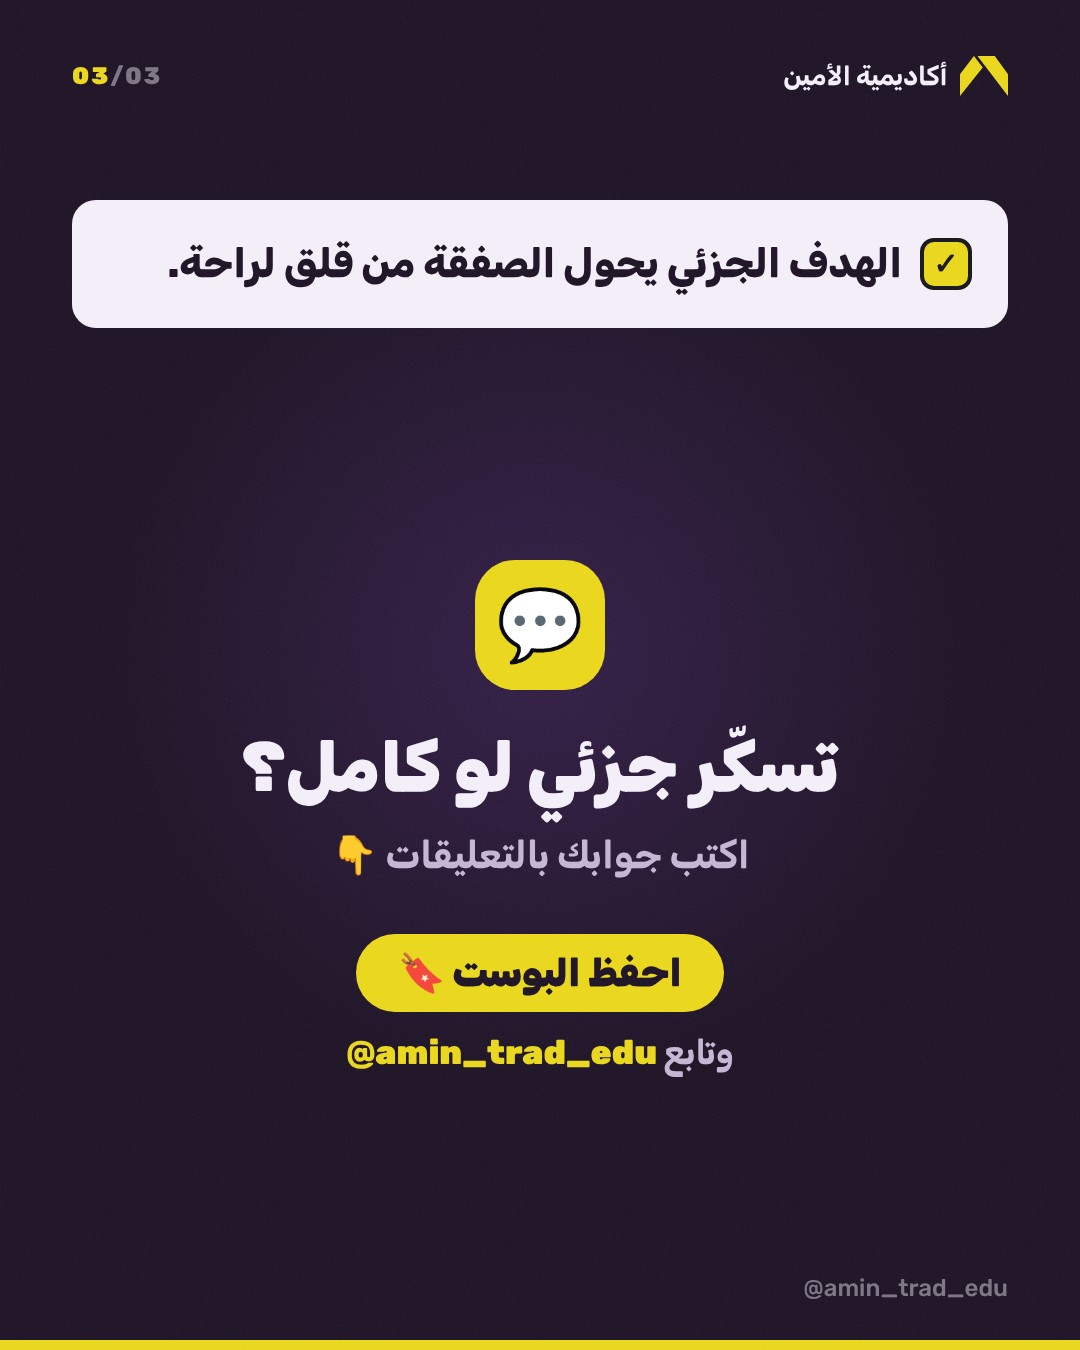 أكاديمية الأمين
03/03
✓ الهدف الجزئي يحول الصفقة من قلق لراحة.
تسكّر جزئي لو كامل؟
اكتب جوابك بالتعليقات 👇
احفظ البوست 🔖
وتابع @amin_trad_edu
@amin_trad_edu